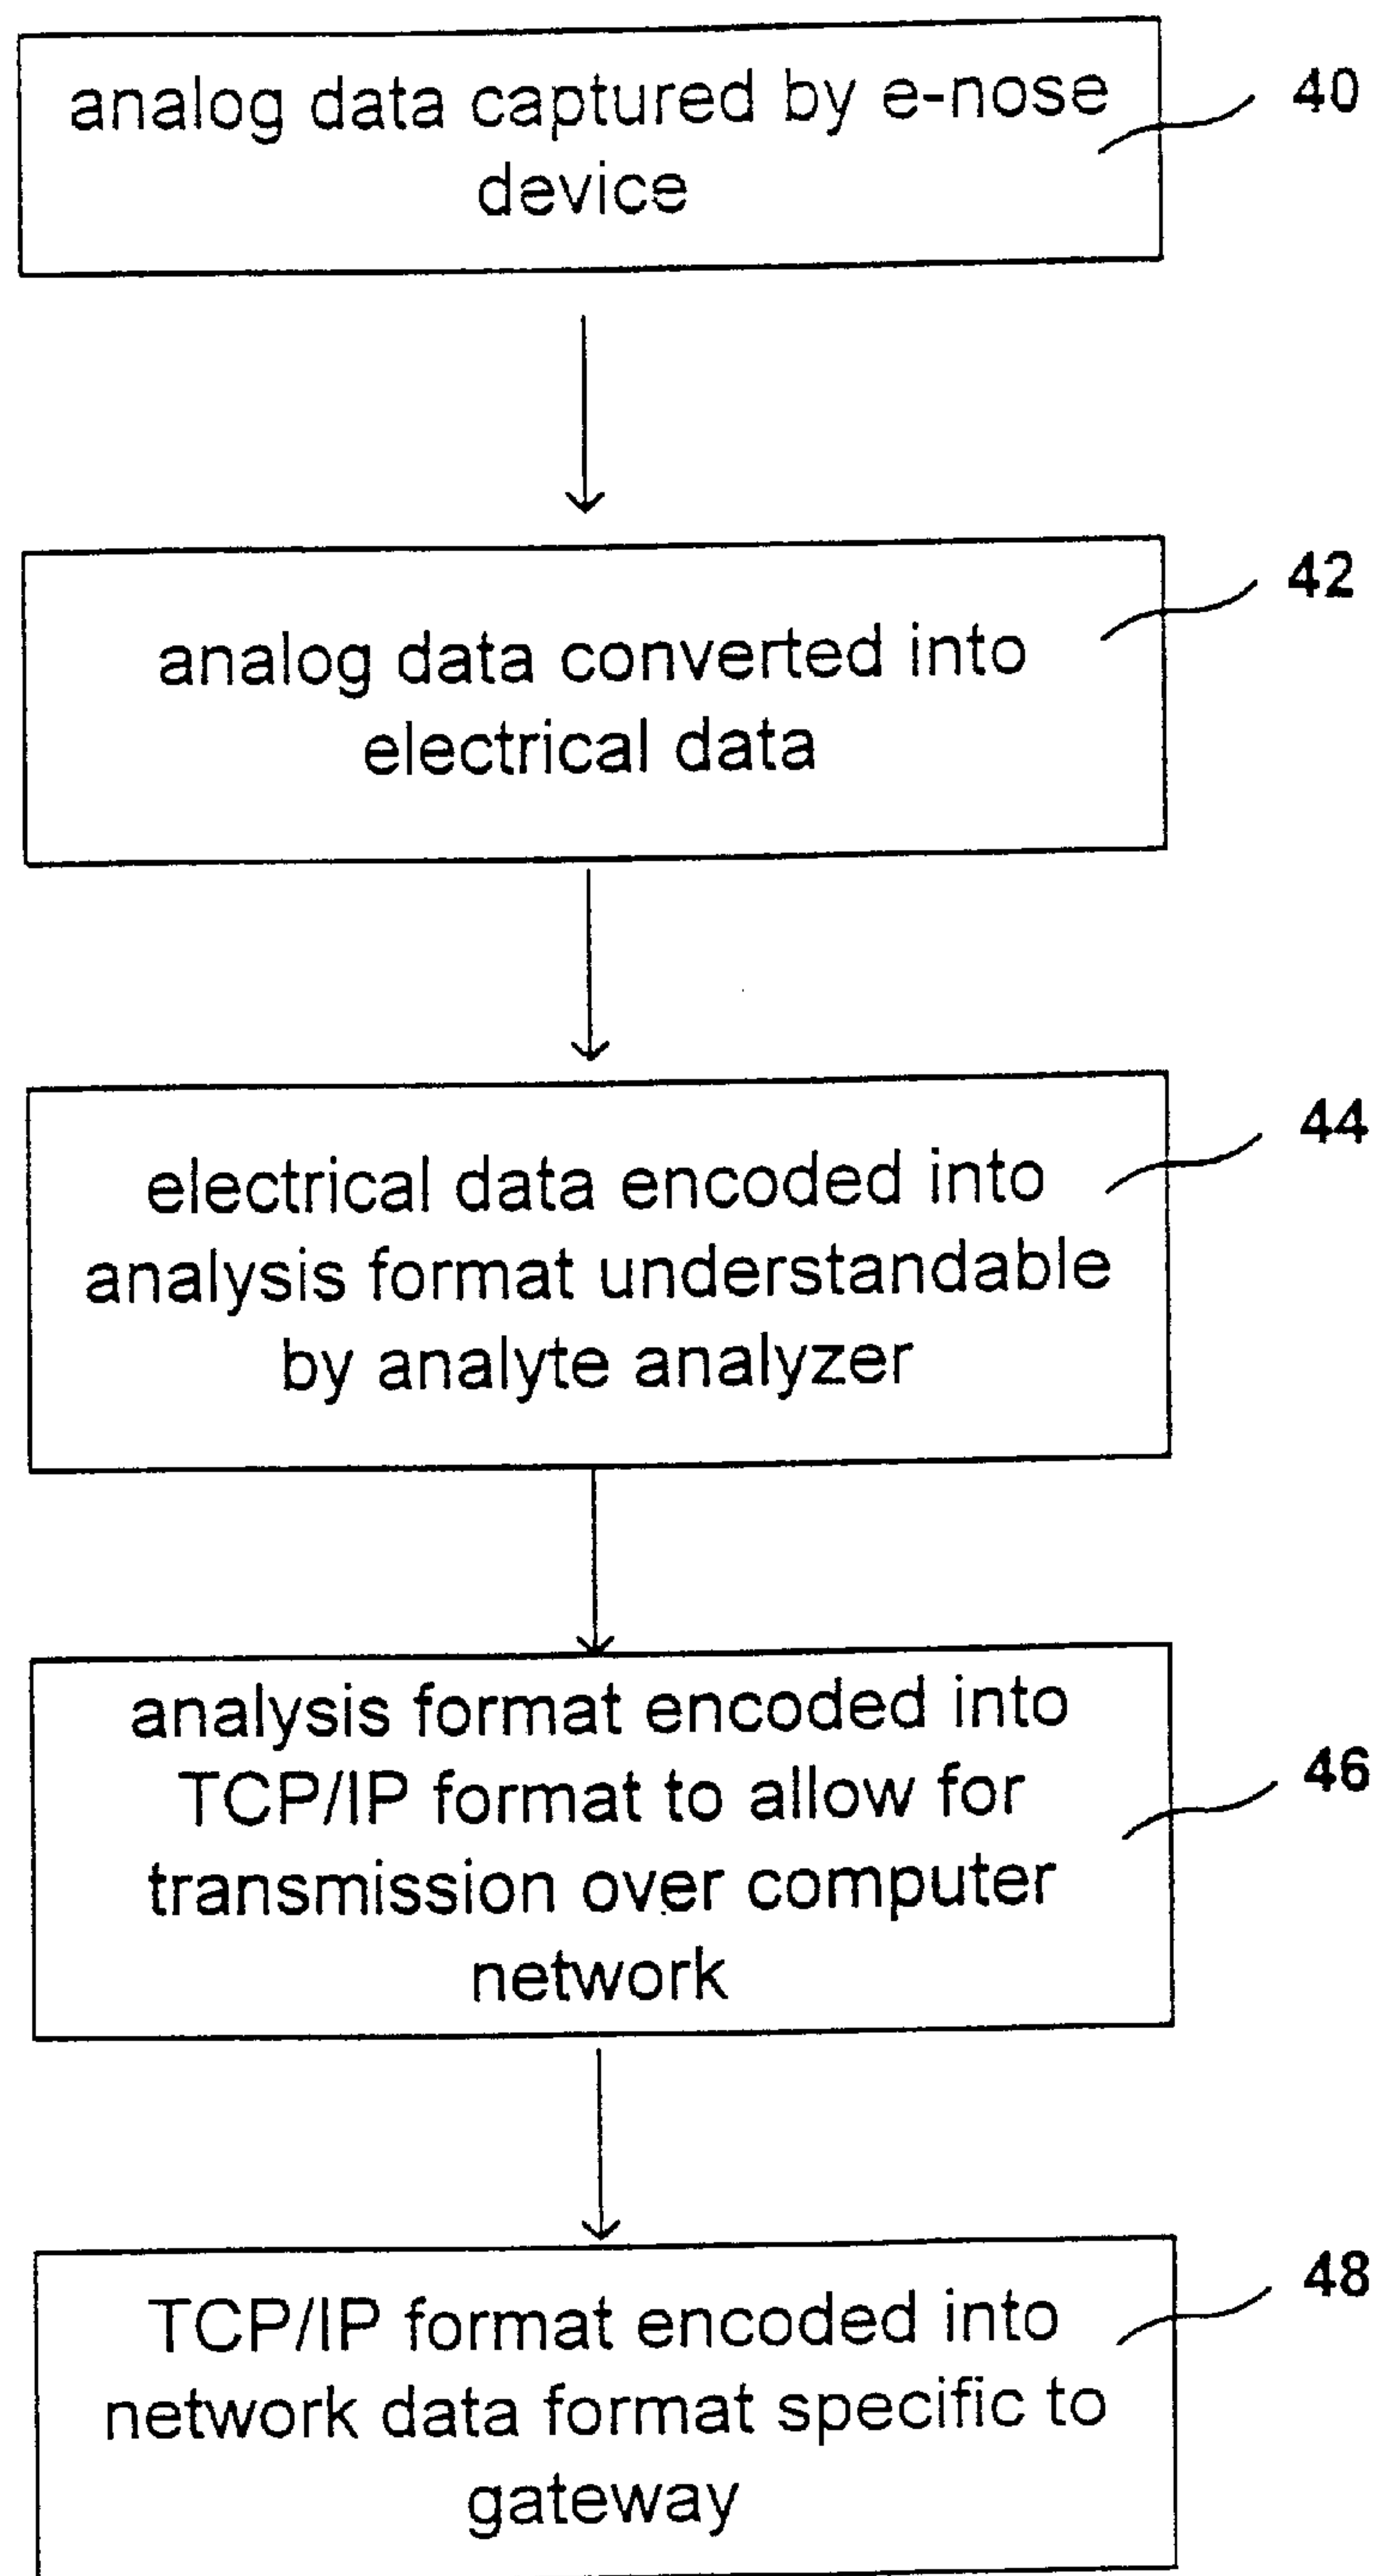 analog data captured by e-nose
device
40
analog data converted into
electrical data
42
electrical data encoded into
analysis format understandable
by analyte analyzer
44
analysis format encoded into
TCP/IP format to allow for
transmission over computer
network
46
TCP/IP format encoded into
network data format specific to
gateway
48